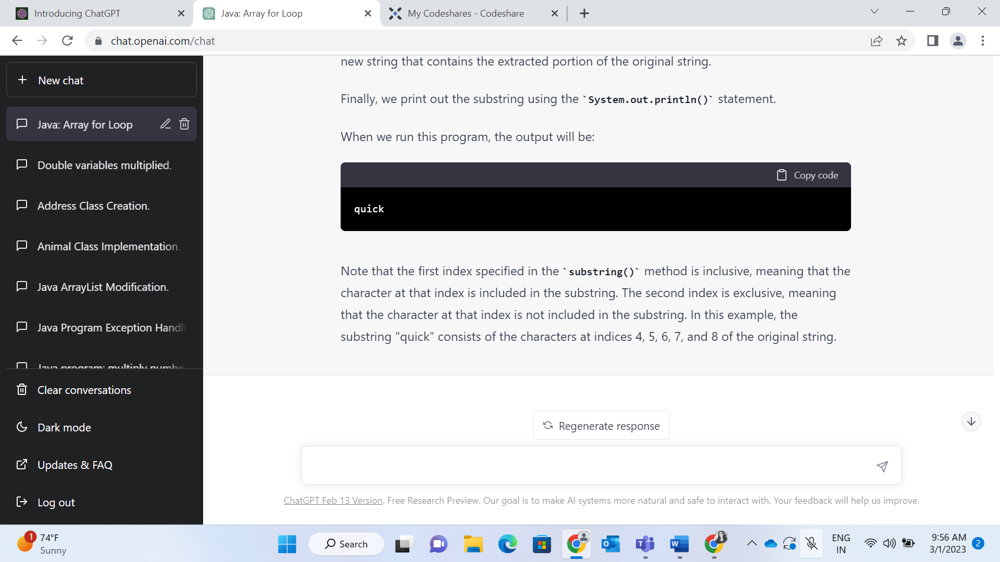 Introducing ChatGPT
Java: Array for Loop
My Codeshares - Codeshare
chat.openai.com/chat
New chat
Java: Array for Loop
Double variables multiplied.
Address Class Creation.
Animal Class Implementation.
Java ArrayList Modification.
Java Program Exception Handli
Java program: multiply numbe
Clear conversations
Dark mode
Updates & FAQ
Log out
new string that contains the extracted portion of the original string.
Finally, we print out the substring using the `System.out.println()` statement.
When we run this program, the output will be:
Copy code
quick
Note that the first index specified in the `substring()` method is inclusive, meaning that the
character at that index is included in the substring. The second index is exclusive, meaning
that the character at that index is not included in the substring. In this example, the
substring "quick" consists of the characters at indices 4, 5, 6, 7, and 8 of the original string.
Regenerate response
ChatGPT Feb 13 Version. Free Research Preview. Our goal is to make AI systems more natural and safe to interact with. Your feedback will help us improve.
1
74°F
Sunny
Search
ENG
IN
9:56 AM
3/1/2023
2